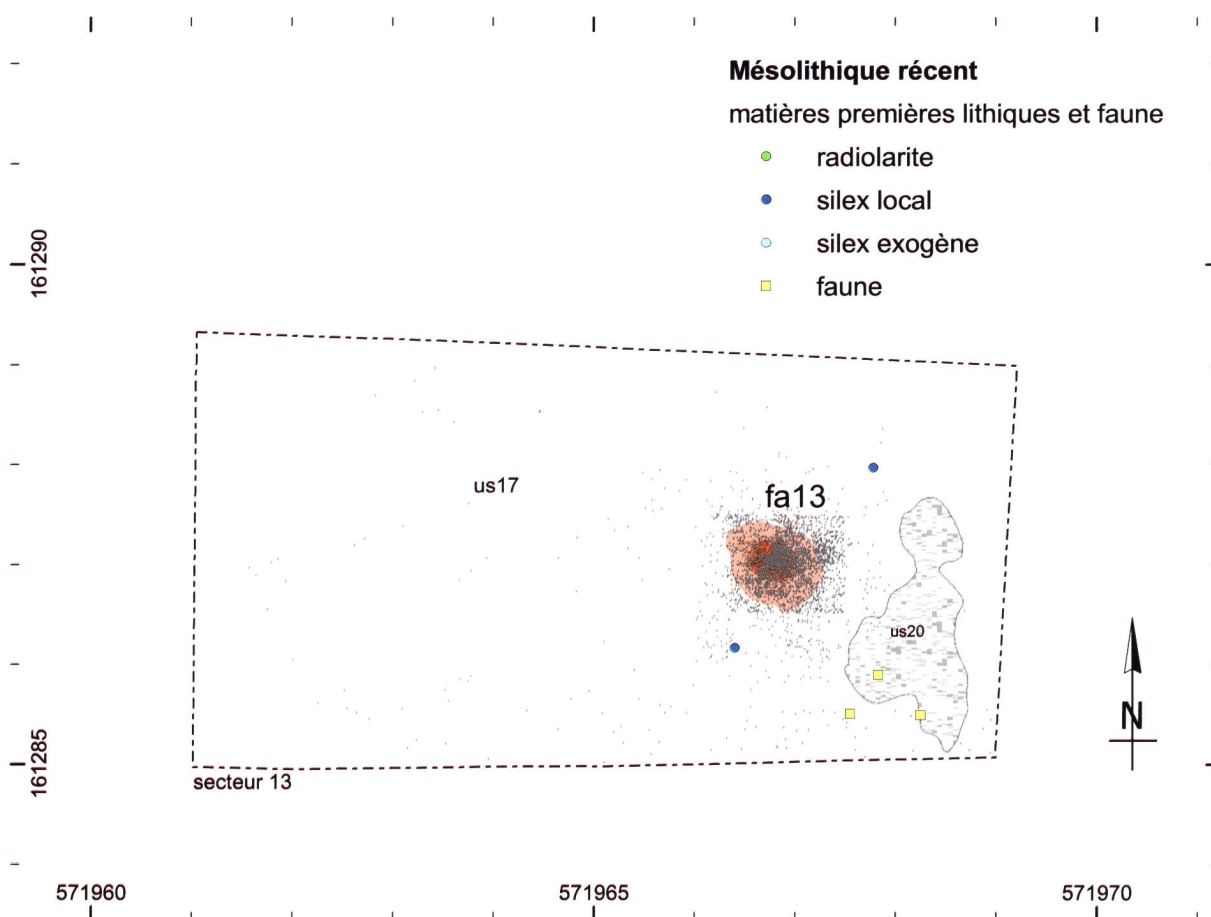 Mésolithique récent
matières premières lithiques et faune
radiolarite
silex local
silex exogène
faune
161290
us17
fa13
us20
N
161285
secteur 13
571960
571965
571970